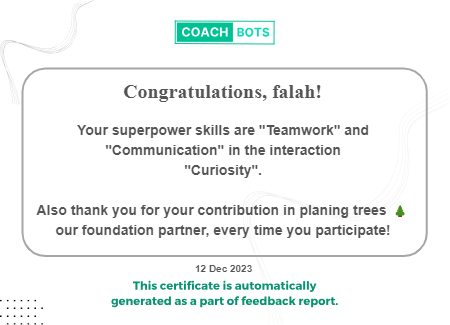 COACH BOTS
Congratulations, falah!
Your superpower skills are "Teamwork" and
"Communication" in the interaction
"Curiosity".
Also thank you for your contribution in planing trees 🌲
our foundation partner, every time you participate!
12 Dec 2023
This certificate is automatically
generated as a part of feedback report.